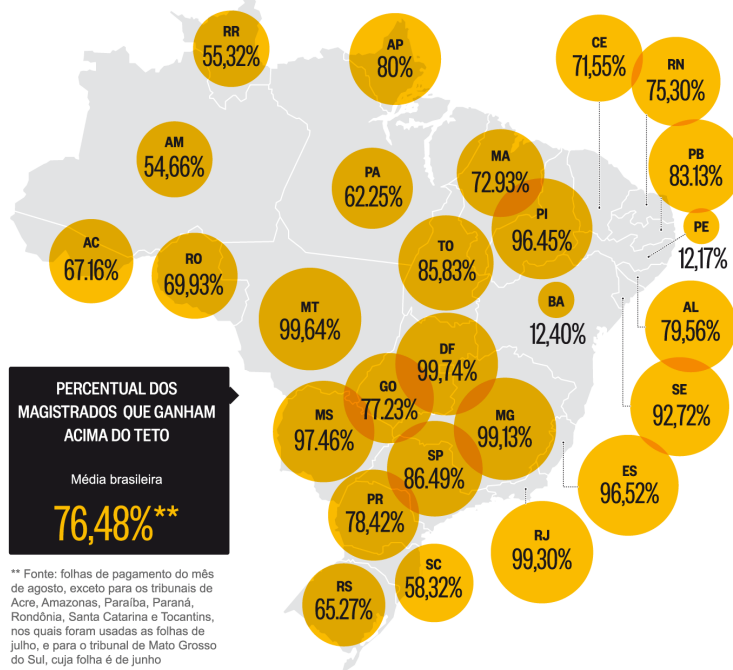 RR
55,32%
AP
80%
CE
71,55%
RN
75,30%
AM
54,66%
PA
62.25%
MA
72.93%
PB
83.13%
PI
96.45%
PE
12,17%
AC
67.16%
RO
69,93%
TO
85,83%
BA
12,40%
MT
99,64%
AL
79,56%
DF
99,74%
GO
77.23%
SE
92,72%
MS
97.46%
MG
99,13%
SP
86.49%
ES
96,52%
PR
78,42%
RJ
99,30%
SC
58,32%
RS
65.27%
PERCENTUAL DOS
MAGISTRADOS QUE GANHAM
ACIMA DO TETO
Média brasileira
76,48%**
** Fonte: folhas de pagamento do mês
de agosto, exceto para os tribunais de
Acre, Amazonas, Paraíba, Paraná,
Rondônia, Santa Catarina e Tocantins,
nos quais foram usadas as folhas de
julho, e para o tribunal de Mato Grosso
do Sul, cuja folha é de junho